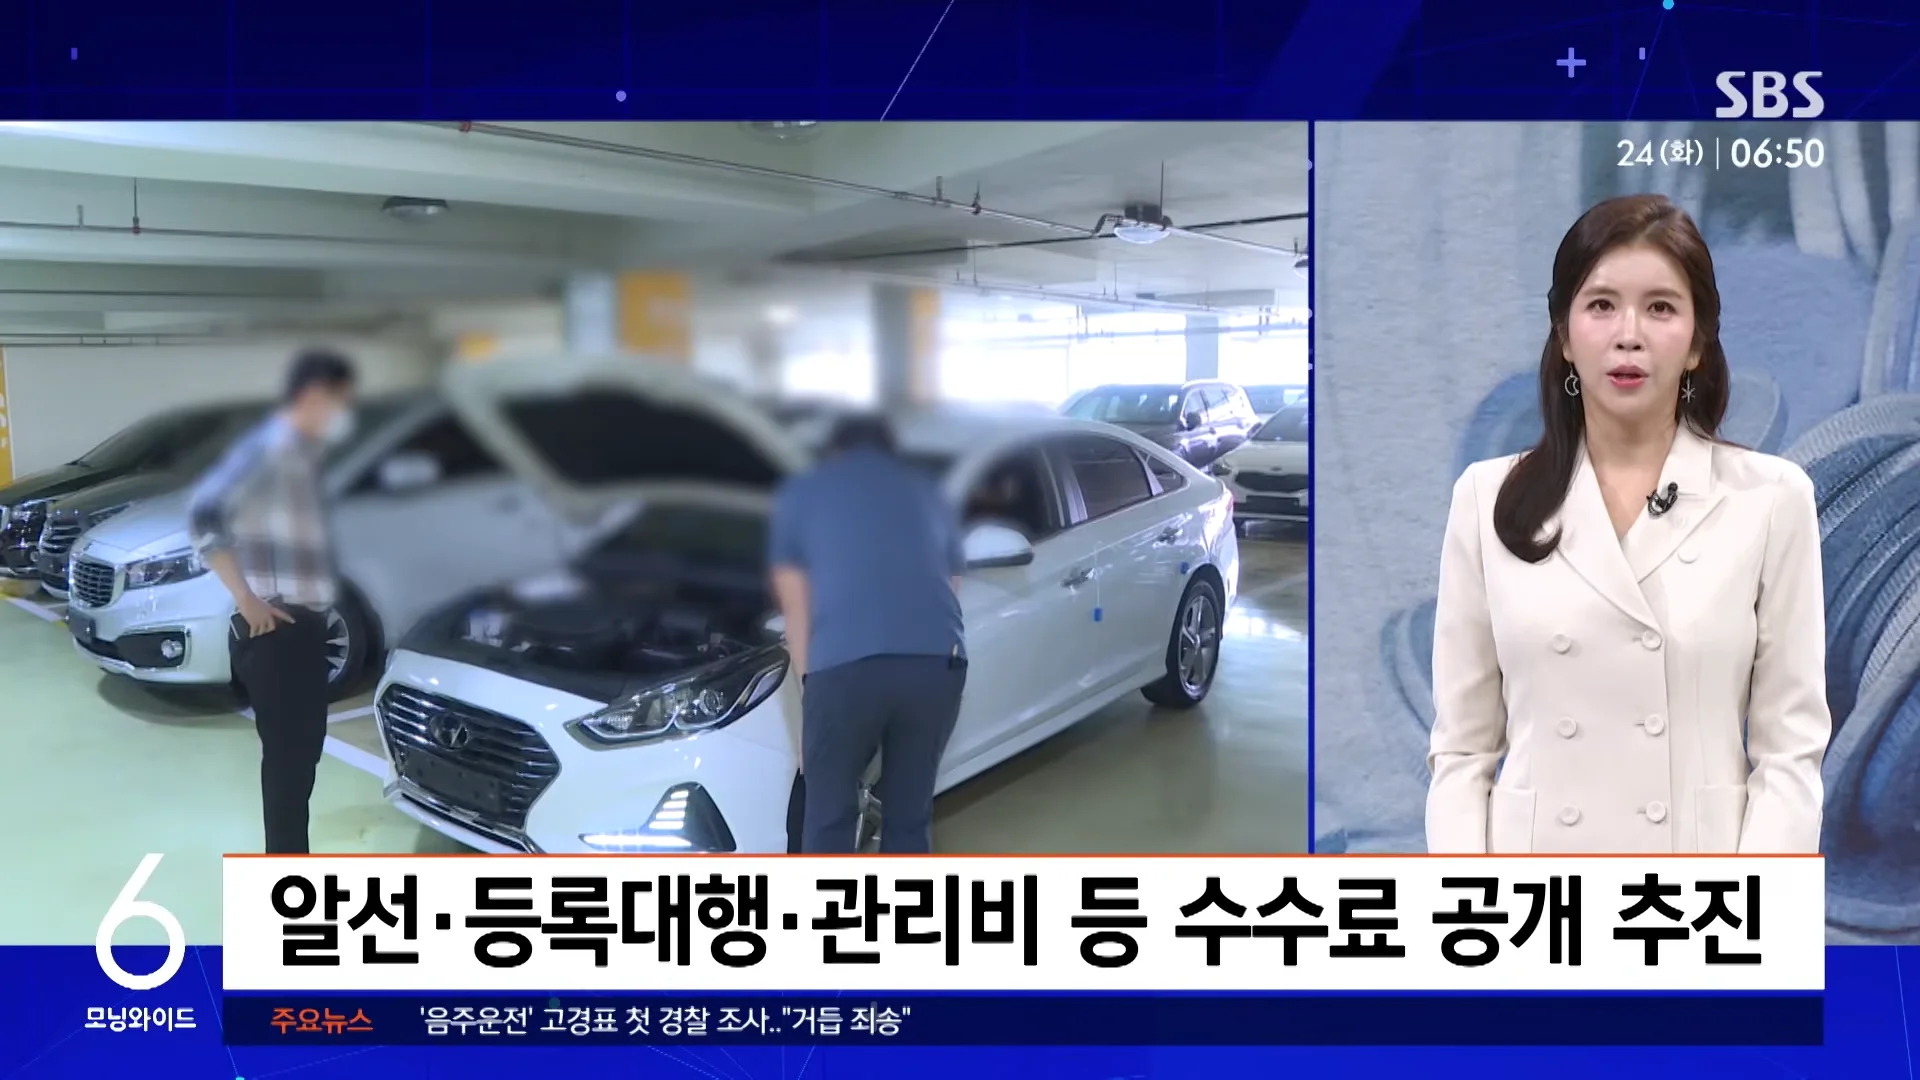 SBS
24(화) | 06:50
알선·등록대행·관리비 등 수수료 공개 추진
6
모닝와이드
주요뉴스 '음주운전' 고경표 첫 경찰 조사.."거듭 죄송"